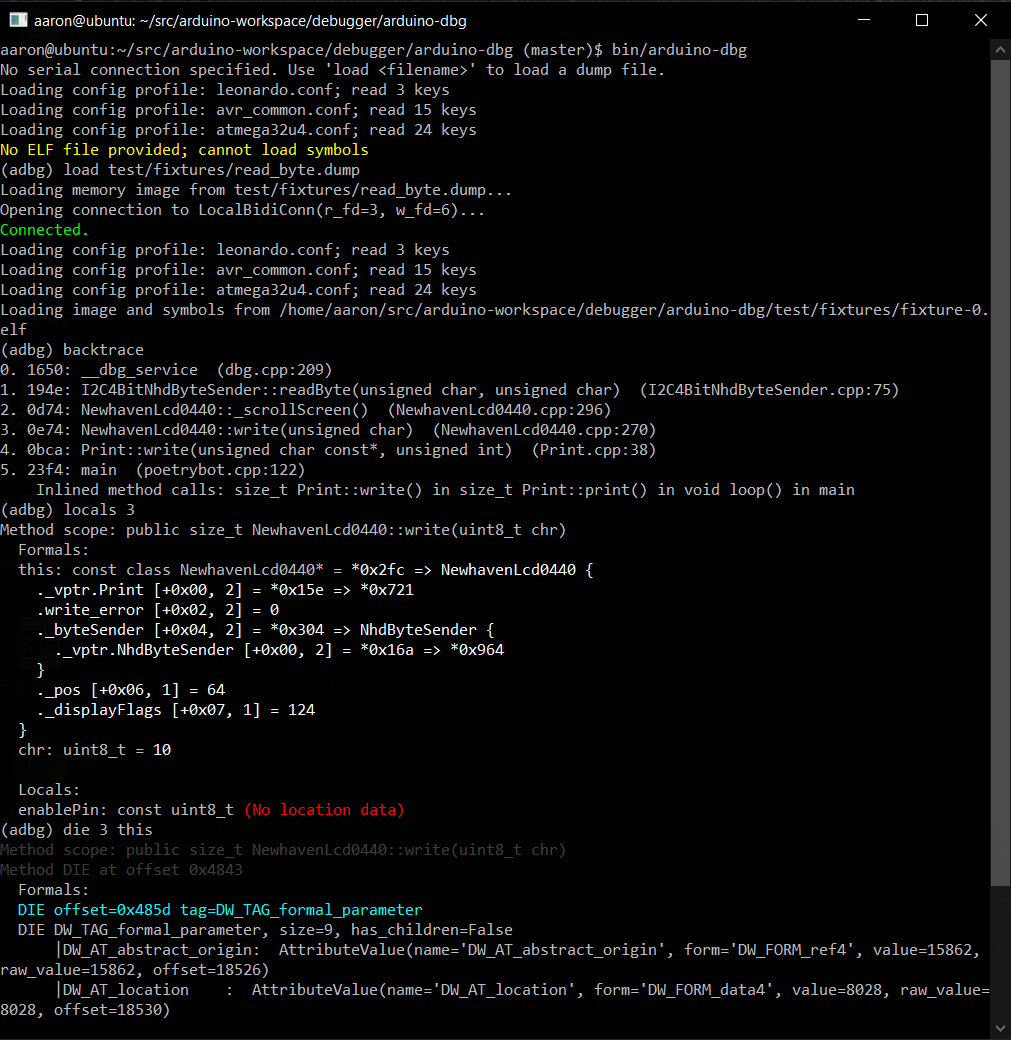 aaron@ubuntu: ~/src/arduino-workspace/debugger/arduino-dbg
aaron@ubuntu:~/src/arduino-workspace/debugger/arduino-dbg (master)$ bin/arduino-dbg
No serial connection specified. Use 'load <filename>' to load a dump file.
Loading config profile: leonardo.conf; read 3 keys
Loading config profile: avr_common.conf; read 15 keys
Loading config profile: atmega32u4.conf; read 24 keys
No ELF file provided; cannot load symbols
(adbg) load test/fixtures/read_byte.dump
Loading memory image from test/fixtures/read_byte.dump...
Opening connection to LocalBidiConn(r_fd=3, w_fd=6)...
Connected.
Loading config profile: leonardo.conf; read 3 keys
Loading config profile: avr_common.conf; read 15 keys
Loading config profile: atmega32u4.conf; read 24 keys
Loading image and symbols from /home/aaron/src/arduino-workspace/debugger/arduino-dbg/test/fixtures/fixture-0.
elf
(adbg) backtrace
0. 1650: __dbg_service  (dbg.cpp:209)
1. 194e: I2C4BitNhdByteSender::readByte(unsigned char, unsigned char)  (I2C4BitNhdByteSender.cpp:75)
2. 0d74: NewhavenLcd0440::_scrollScreen()  (NewhavenLcd0440.cpp:296)
3. 0e74: NewhavenLcd0440::write(unsigned char)  (NewhavenLcd0440.cpp:270)
4. 0bca: Print::write(unsigned char const*, unsigned int)  (Print.cpp:38)
5. 23f4: main  (poetrybot.cpp:122)
    Inlined method calls: size_t Print::write() in size_t Print::print() in void loop() in main
(adbg) locals 3
Method scope: public size_t NewhavenLcd0440::write(uint8_t chr)
  Formals:
  this: const class NewhavenLcd0440* = *0x2fc => NewhavenLcd0440 {
    ._vptr.Print [+0x00, 2] = *0x15e => *0x721
    .write_error [+0x02, 2] = 0
    ._byteSender [+0x04, 2] = *0x304 => NhdByteSender {
      ._vptr.NhdByteSender [+0x00, 2] = *0x16a => *0x964
    }
    ._pos [+0x06, 1] = 64
    ._displayFlags [+0x07, 1] = 124
  }
  chr: uint8_t = 10
  Locals:
  enablePin: const uint8_t (No location data)
(adbg) die 3 this
Method scope: public size_t NewhavenLcd0440::write(uint8_t chr)
Method DIE at offset 0x4843
  Formals:
  DIE offset=0x485d tag=DW_TAG_formal_parameter
  DIE DW_TAG_formal_parameter, size=9, has_children=False
      |DW_AT_abstract_origin:  AttributeValue(name='DW_AT_abstract_origin', form='DW_FORM_ref4', value=15862,
raw_value=15862, offset=18526)
      |DW_AT_location    :  AttributeValue(name='DW_AT_location', form='DW_FORM_data4', value=8028, raw_value=
8028, offset=18530)